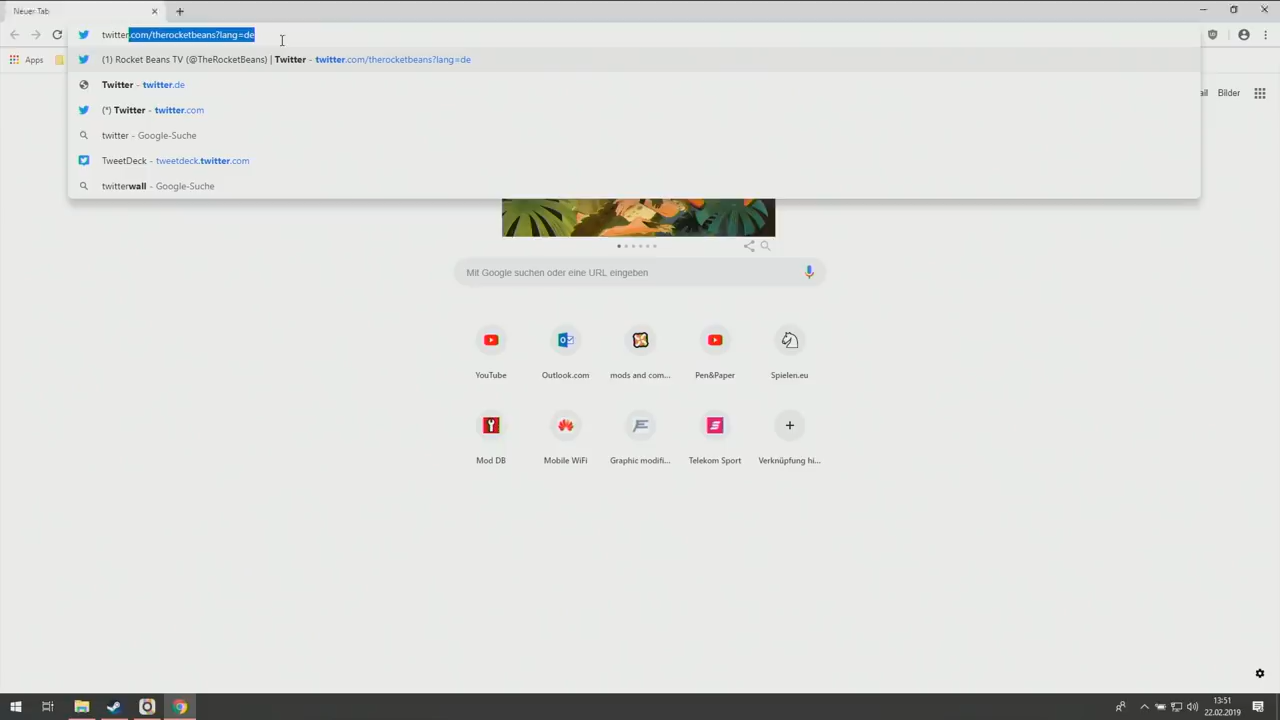 Neuer Tab
twitter.com/therocketbeans?lang=de
(1) Rocket Beans TV (@TheRocketBeans) | Twitter - twitter.com/therocketbeans?lang=de
Twitter - twitter.de
(*) Twitter - twitter.com
twitter - Google-Suche
TweetDeck - tweetdeck.twitter.com
twitterwall - Google-Suche
Apps
ail Bilder
Mit Google suchen oder eine URL eingeben
YouTube Outlook.com mods and com... Pen&Paper Spielen.eu
Mod DB Mobile WiFi Graphic modifi... Telekom Sport Verknüpfung hi...
13:51
22.02.2019